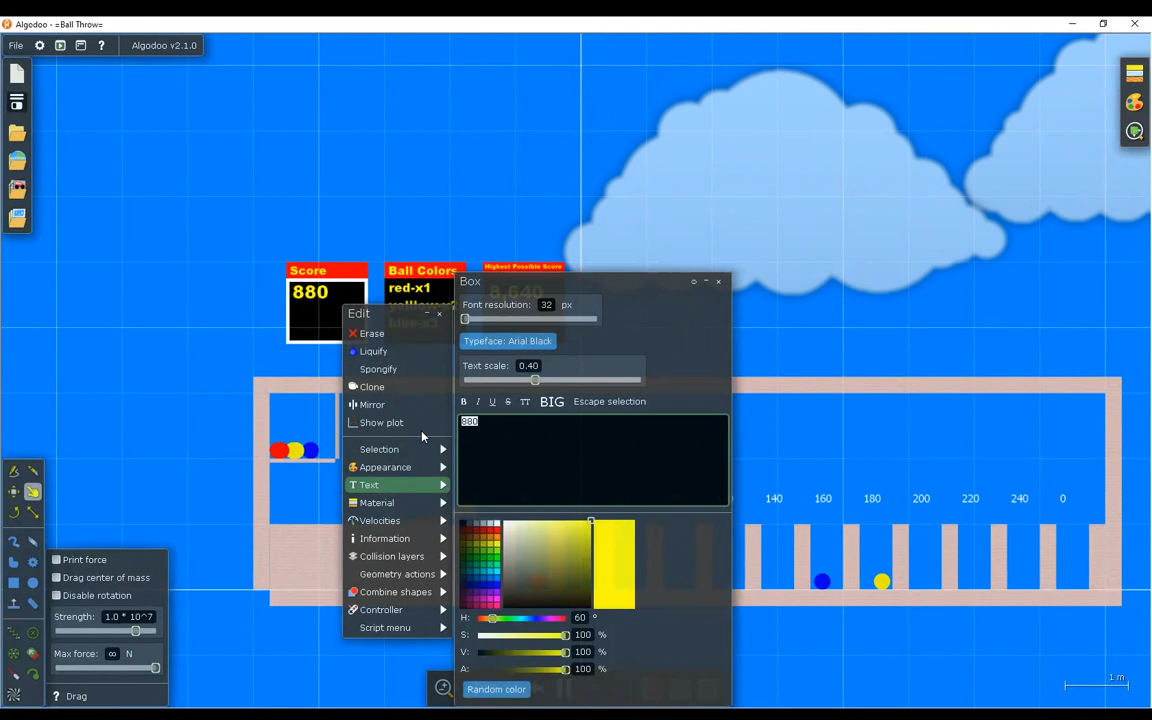 Algodoo - =Ball Throw=
File
?
Algodoo v2.1.0
Score
880
Ball Colors
red-x1
blue-x3
Highest Possible Score
8,640
Edit
Erase
Liquify
Spongify
Clone
Mirror
Show plot
Selection
Appearance
Text
Material
Velocities
Information
Collision layers
Geometry actions
Combine shapes
Controller
Script menu
Box
Font resolution: 32 px
Typeface: Arial Black
Text scale: 0.40
B I U S TT BIG Escape selection
880
H: 60 °
S: 100 %
V: 100 %
A: 100 %
Random color
140 160 180 200 220 240 0
Print force
Drag center of mass
Disable rotation
Strength: 1.0 * 10^7
Max force: ∞ N
? Drag
1 m